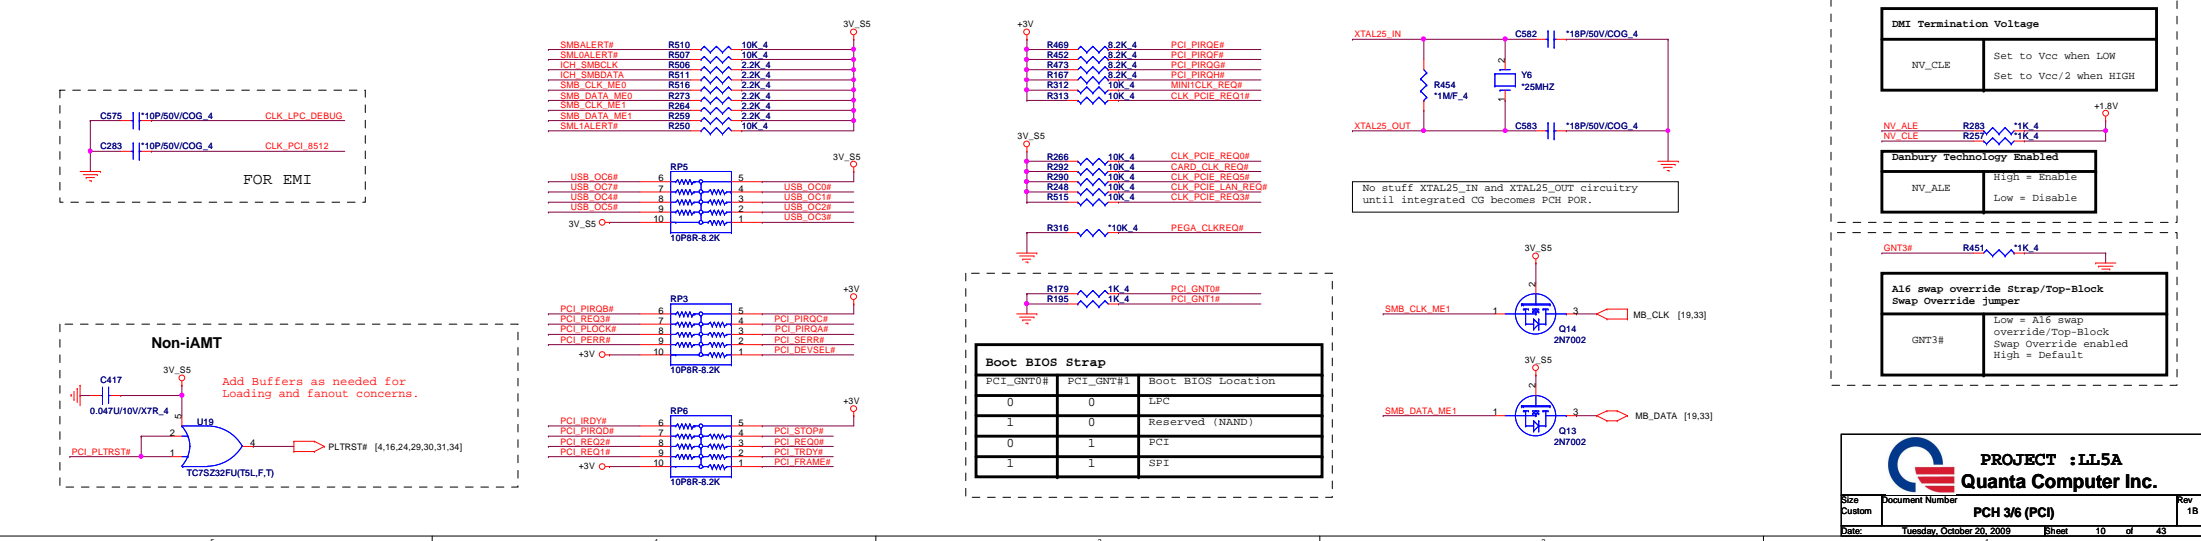 CLK_LPC_DEBUG
C575
*10P/50V/COG_4
CLK_PCI_8512
C283
*10P/50V/COG_4
FOR EMI
Non-iAMT
3V_S5
C417
0.047U/10V/X7R_4
Add Buffers as needed for
Loading and fanout concerns.
U19
5
2
1
4
PCI_PLTRST#
PLTRST# [4,16,24,29,30,31,34]
TC7SZ32FU(T5L,F,T)
3V_S5
SMBALERT# R510 10K_4
SML0ALERT# R507 10K_4
ICH_SMBCLK R506 2.2K_4
ICH_SMBDATA R511 2.2K_4
SMB_CLK_ME0 R516 2.2K_4
SMB_DATA_ME0 R273 2.2K_4
SMB_CLK_ME1 R264 2.2K_4
SMB_DATA_ME1 R259 2.2K_4
SML1ALERT# R250 10K_4
3V_S5
RP5
USB_OC6# 6 5
USB_OC7# 7 4 USB_OC0#
USB_OC4# 8 3 USB_OC1#
USB_OC5# 9 2 USB_OC2#
3V_S5 10 1 USB_OC3#
10P8R-8.2K
+3V
RP3
PCI_PIRQB# 6 5
PCI_REQ3# 7 4 PCI_PIRQC#
PCI_PLOCK# 8 3 PCI_PIRQA#
PCI_PERR# 9 2 PCI_SERR#
+3V 10 1 PCI_DEVSEL#
10P8R-8.2K
+3V
RP6
PCI_IRDY# 6 5
PCI_PIRQD# 7 4 PCI_STOP#
PCI_REQ2# 8 3 PCI_REQ0#
PCI_REQ1# 9 2 PCI_TRDY#
+3V 10 1 PCI_FRAME#
10P8R-8.2K
+3V
R469 8.2K_4 PCI_PIRQE#
R452 8.2K_4 PCI_PIRQF#
R473 8.2K_4 PCI_PIRQG#
R167 8.2K_4 PCI_PIRQH#
R312 10K_4 MINI1CLK_REQ#
R313 10K_4 CLK_PCIE_REQ1#
3V_S5
R266 10K_4 CLK_PCIE_REQ0#
R292 10K_4 CARD_CLK_REQ#
R290 10K_4 CLK_PCIE_REQ5#
R248 10K_4 CLK_PCIE_LAN_REQ#
R515 10K_4 CLK_PCIE_REQ3#
R316 *10K_4 PEGA_CLKREQ#
R179 1K_4 PCI_GNT0#
R195 1K_4 PCI_GNT1#
Boot BIOS Strap
PCI_GNT0# PCI_GNT#1 Boot BIOS Location
0 0 LPC
1 0 Reserved (NAND)
0 1 PCI
1 1 SPI
XTAL25_IN
C582 *18P/50V/COG_4
R454
*1M/F_4
2
Y6
*25MHZ
1
XTAL25_OUT
C583 *18P/50V/COG_4
No stuff XTAL25_IN and XTAL25_OUT circuitry
until integrated CG becomes PCH POR.
3V_S5
2
SMB_CLK_ME1 1 3 MB_CLK [19,33]
Q14
2N7002
3V_S5
2
SMB_DATA_ME1 1 3 MB_DATA [19,33]
Q13
2N7002
DMI Termination Voltage
NV_CLE
Set to Vcc when LOW
Set to Vcc/2 when HIGH
+1.8V
NV_ALE R283 *1K_4
NV_CLE R257 *1K_4
Danbury Technology Enabled
NV_ALE
High = Enable
Low = Disable
GNT3# R451 *1K_4
A16 swap override Strap/Top-Block
Swap Override jumper
GNT3#
Low = A16 swap
override/Top-Block
Swap Override enabled
High = Default
PROJECT :LL5A
Quanta Computer Inc.
Size Document Number Rev
Custom PCH 3/6 (PCI) 1B
Date: Tuesday, October 20, 2009 Sheet 10 of 43